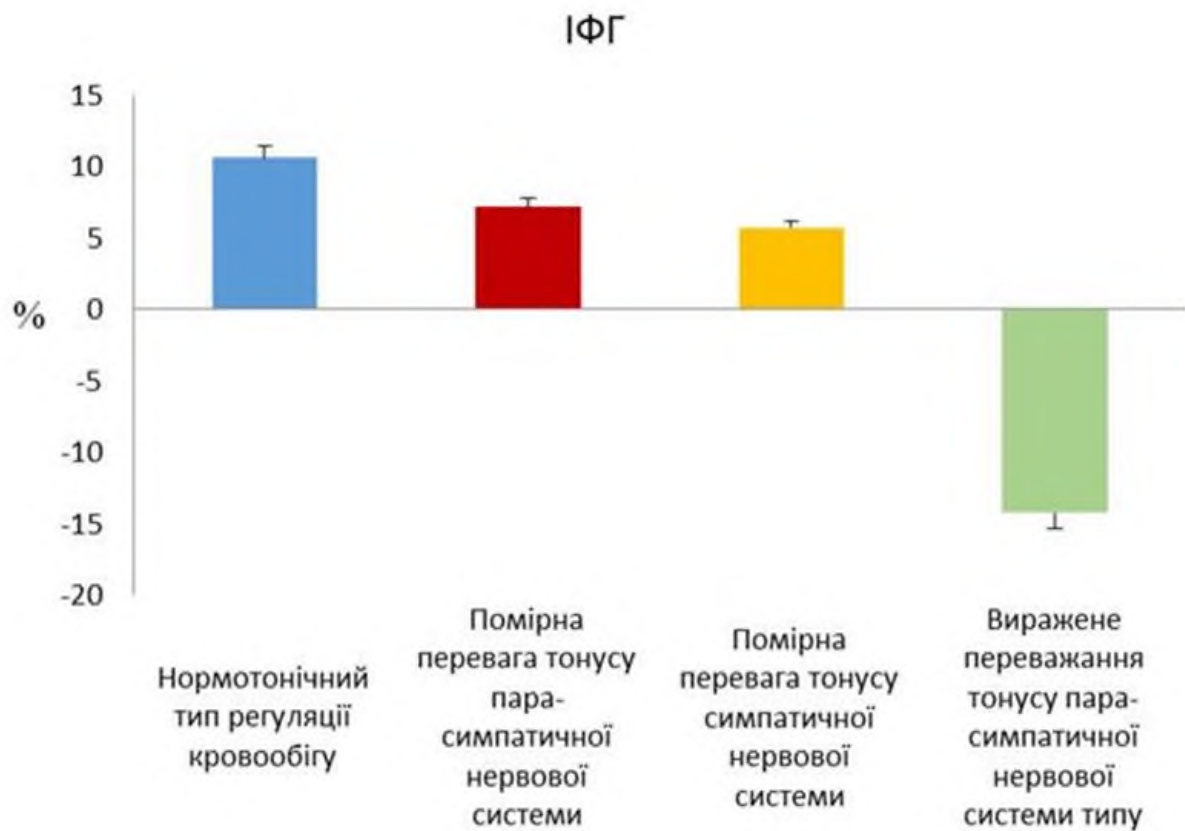 ІФГ
15
10
5
0
-5
-10
-15
-20
%
Нормотонічний
тип регуляції
кровообігу
Помірна
перевага тонусу
пара-
симпатичної
нервової
системи
Помірна
перевага тонусу
симпатичної
нервової
системи
Виражене
переважання
тонусу пара-
симпатичної
нервової
системи типу